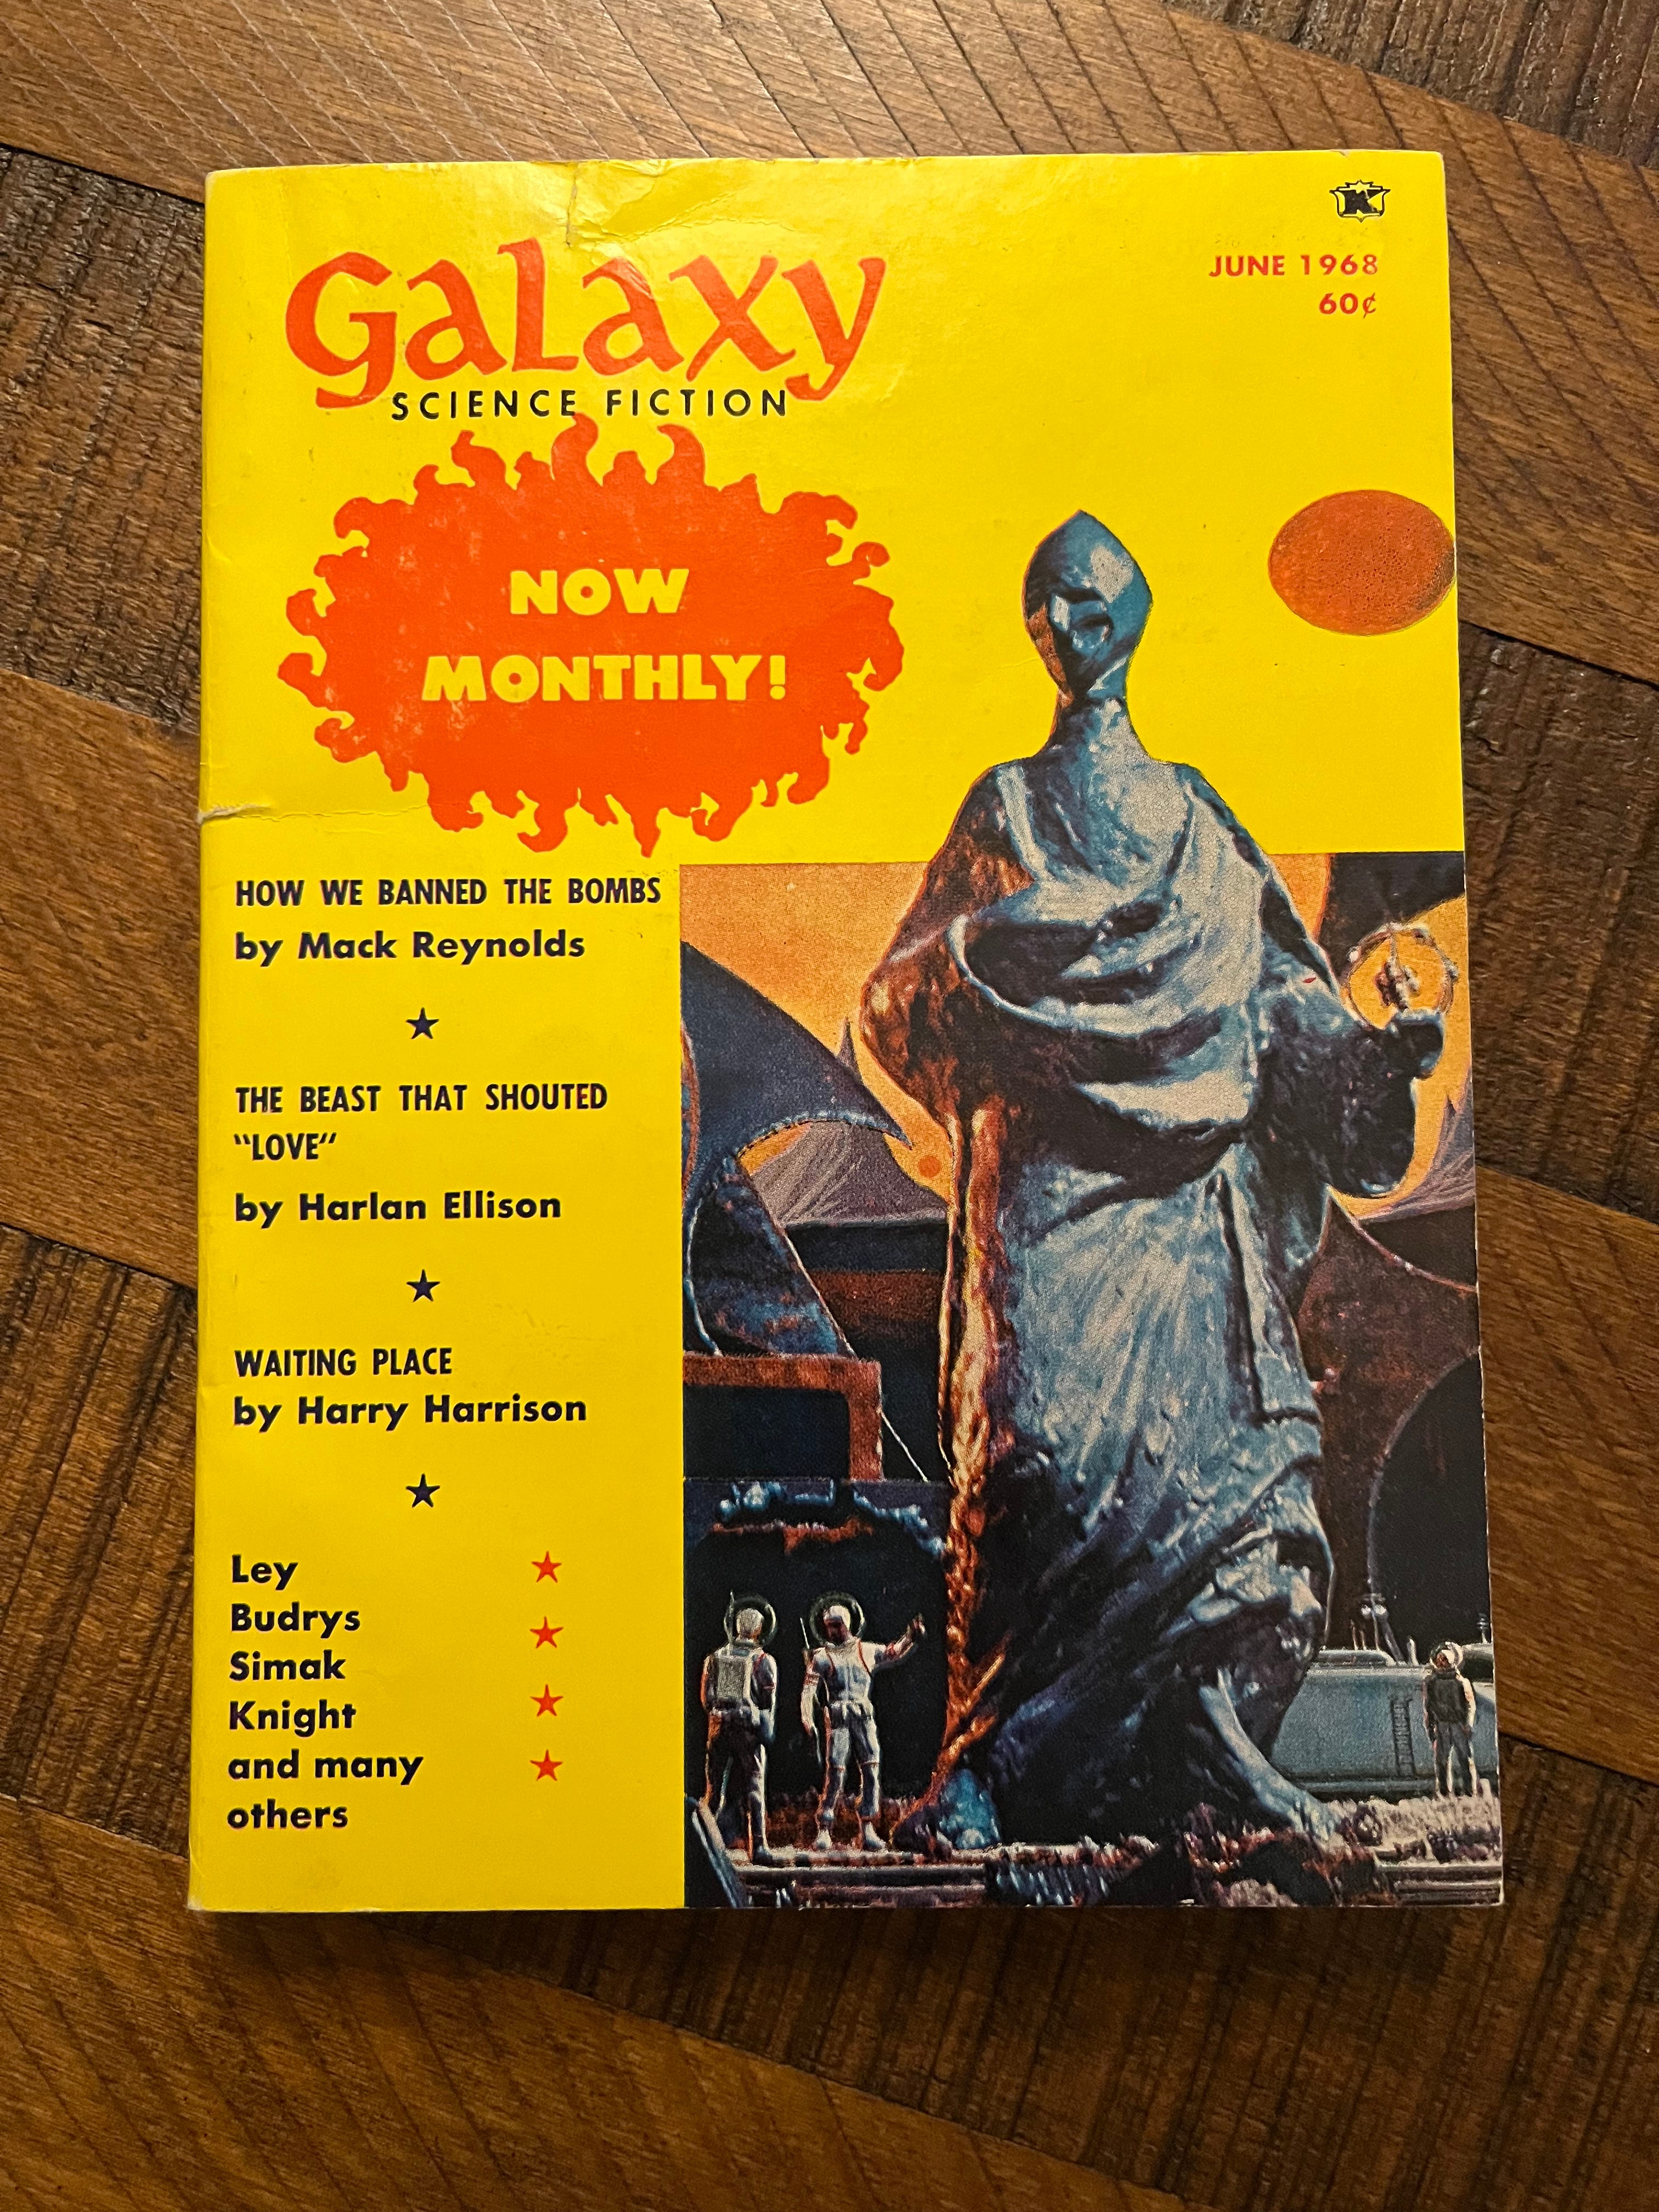 K
JUNE 1968
60¢
Galaxy
SCIENCE FICTION
NOW
MONTHLY!
HOW WE BANNED THE BOMBS
by Mack Reynolds
THE BEAST THAT SHOUTED
"LOVE"
by Harlan Ellison
WAITING PLACE
by Harry Harrison
Ley
Budrys
Simak
Knight
and many
others